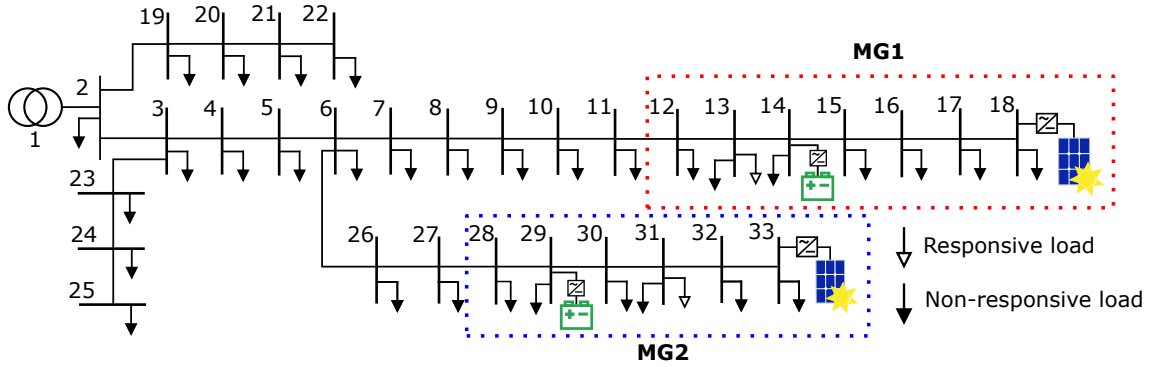 19 20 21 22
MG1
2
1
3 4 5 6 7 8 9 10 11 12 13 14 15 16 17 18
23
24
25
26 27 28 29 30 31 32 33
Responsive load
Non-responsive load
MG2